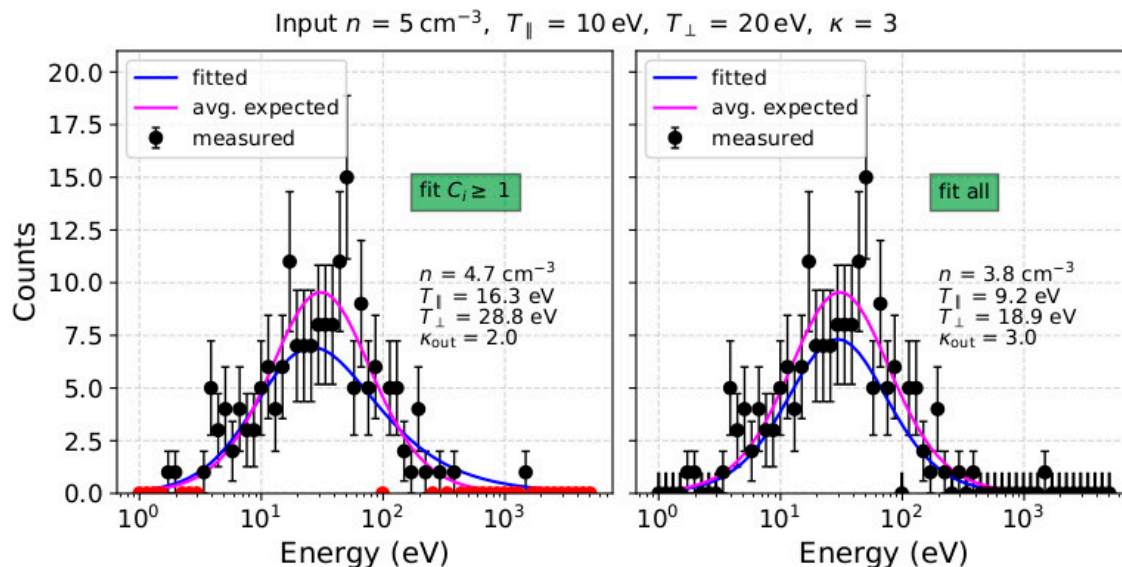 Input n = 5 cm⁻³, T∥ = 10 eV, T⊥ = 20 eV, κ = 3
20.0
17.5
15.0
12.5
10.0
7.5
5.0
2.5
0.0
Counts
fitted
avg. expected
measured
fit Cᵢ ≥ 1
n = 4.7 cm⁻³
T∥ = 16.3 eV
T⊥ = 28.8 eV
κout = 2.0
10⁰ 10¹ 10² 10³
Energy (eV)
fitted
avg. expected
measured
fit all
n = 3.8 cm⁻³
T∥ = 9.2 eV
T⊥ = 18.9 eV
κout = 3.0
10⁰ 10¹ 10² 10³
Energy (eV)